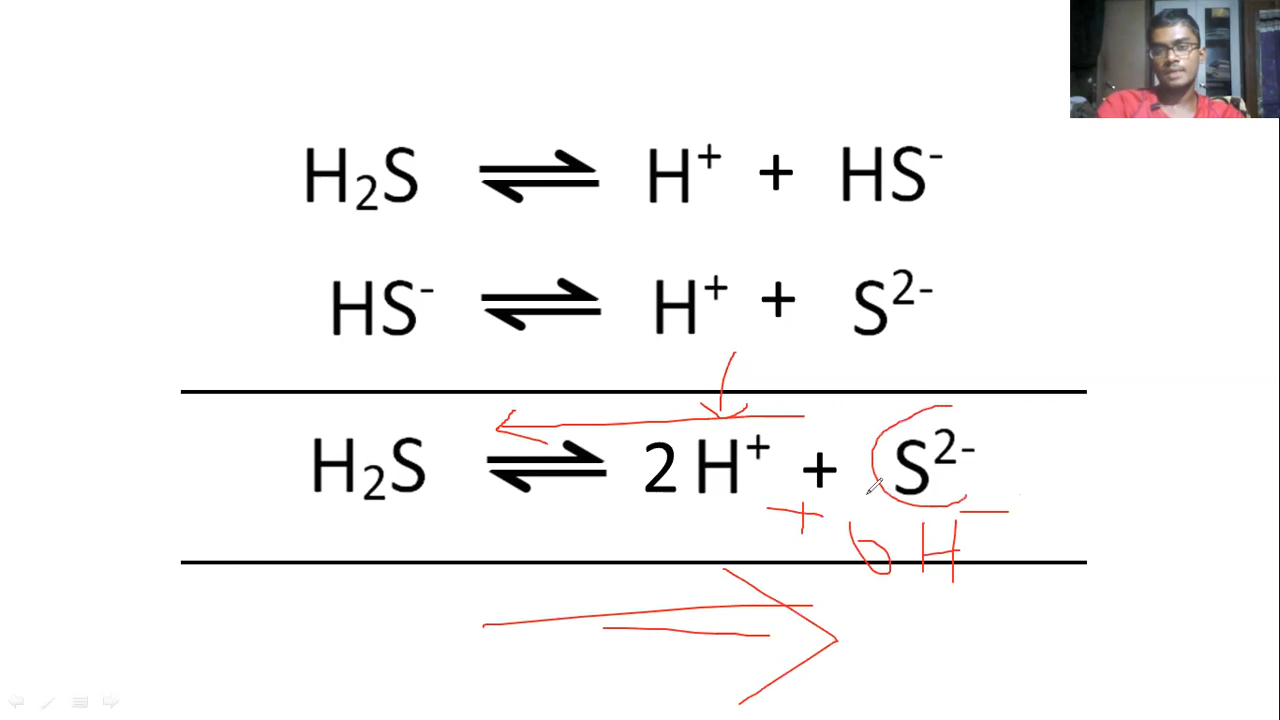 H₂S ⇌ H⁺ + HS⁻
HS⁻ ⇌ H⁺ + S²⁻
H₂S ⇌ 2 H⁺ + S²⁻
+ OH⁻